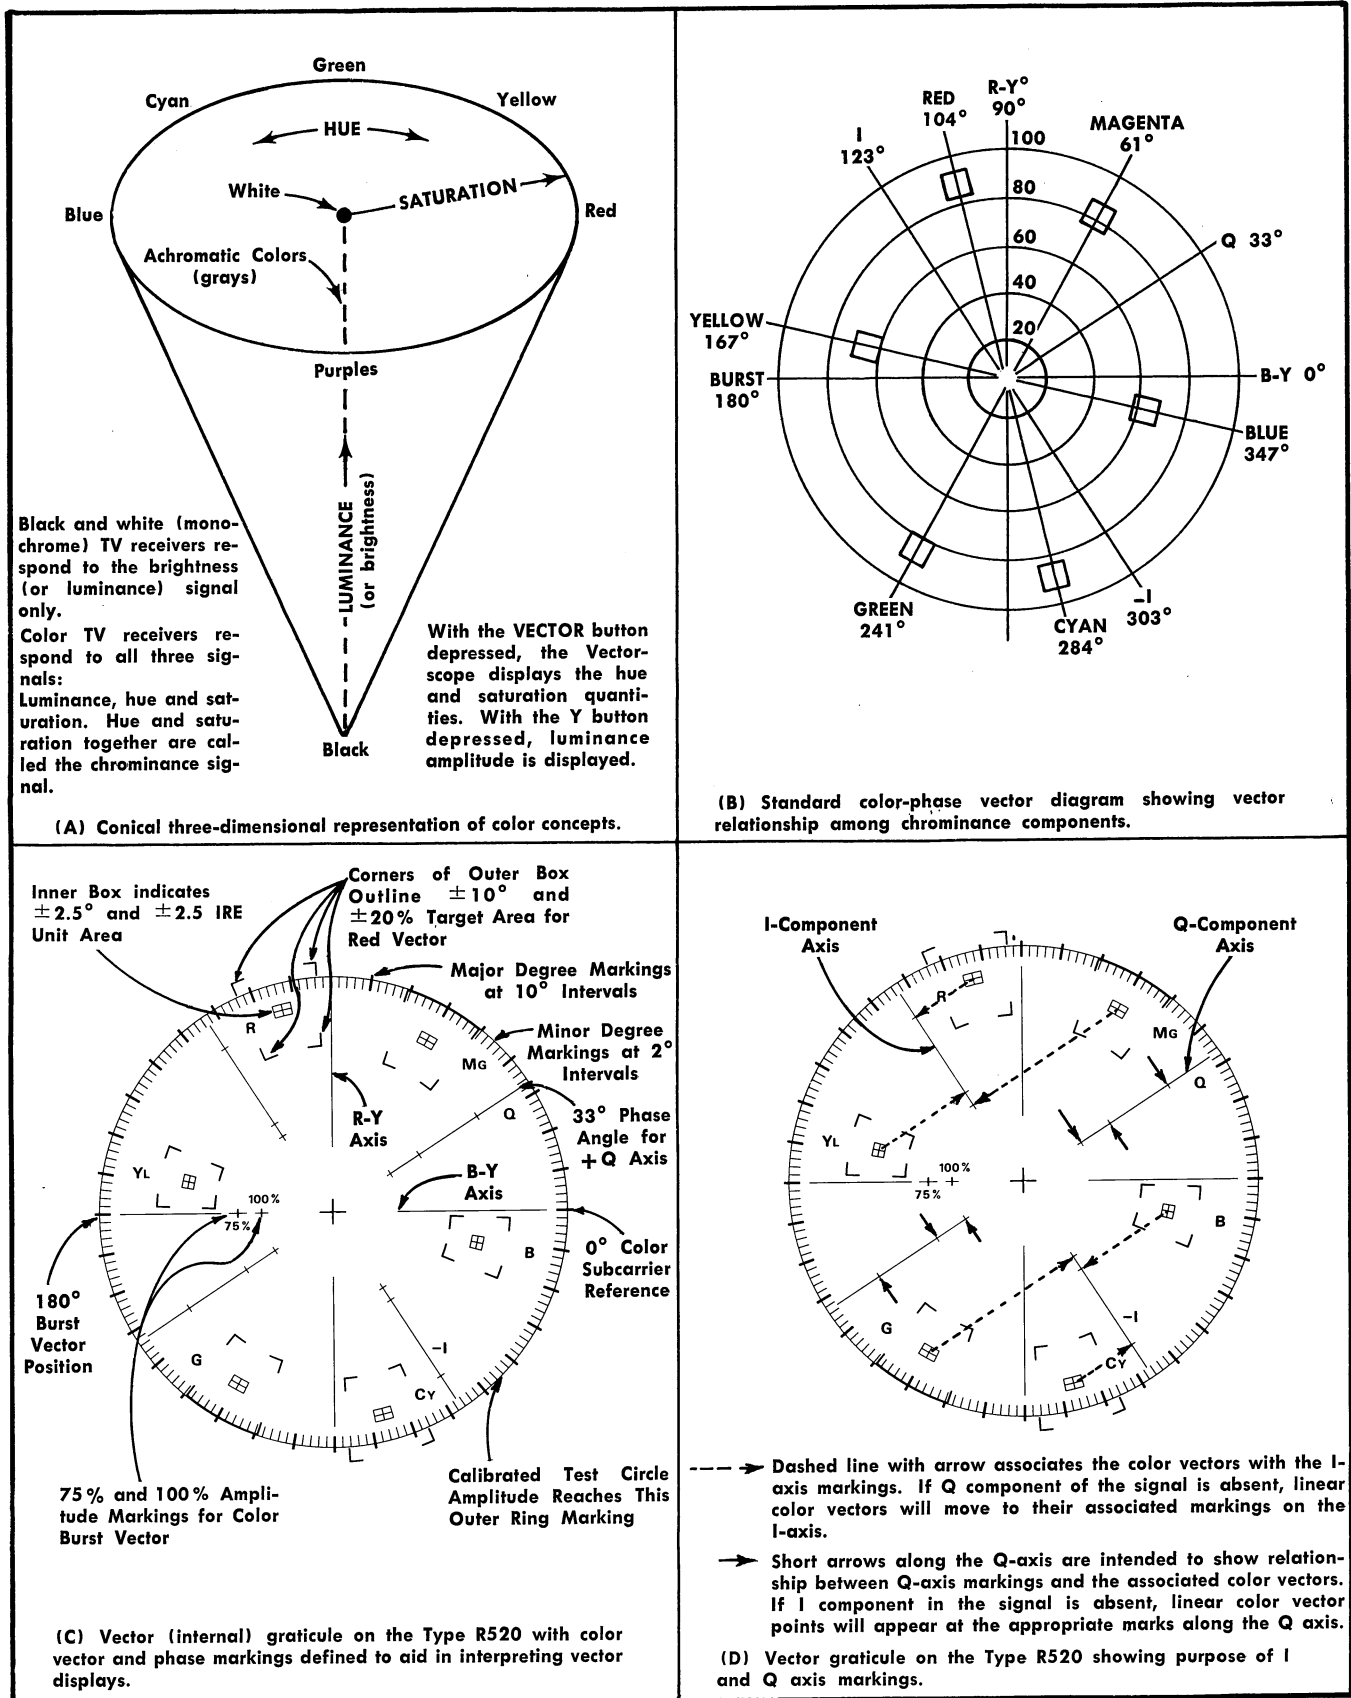 Green
Cyan
Yellow
HUE
White
SATURATION
Blue
Red
Achromatic Colors
(grays)
Purples
LUMINANCE
(or brightness)
Black and white (mono-
chrome) TV receivers re-
spond to the brightness
(or luminance) signal
only.
Color TV receivers re-
spond to all three sig-
nals:
Luminance, hue and sat-
uration. Hue and satu-
ration together are cal-
led the chrominance sig-
nal.
With the VECTOR button
depressed, the Vector-
scope displays the hue
and saturation quanti-
ties. With the Y button
depressed, luminance
amplitude is displayed.
Black
(A) Conical three-dimensional representation of color concepts.
R-Y°
90°
RED
104°
MAGENTA
61°
I
123°
100
80
60
40
20
Q 33°
YELLOW
167°
BURST
180°
B-Y 0°
BLUE
347°
GREEN
241°
CYAN
284°
-I
303°
(B) Standard color-phase vector diagram showing vector
relationship among chrominance components.
Inner Box indicates
±2.5° and ±2.5 IRE
Unit Area
Corners of Outer Box
Outline ±10° and
±20% Target Area for
Red Vector
Major Degree Markings
at 10° Intervals
Minor Degree
Markings at 2°
Intervals
R
MG
Q
R-Y
Axis
33° Phase
Angle for
+Q Axis
B-Y
Axis
YL
100%
75%
B
0° Color
Subcarrier
Reference
180°
Burst
Vector
Position
G
-I
CY
75% and 100% Ampli-
tude Markings for Color
Burst Vector
Calibrated Test Circle
Amplitude Reaches This
Outer Ring Marking
(C) Vector (internal) graticule on the Type R520 with color
vector and phase markings defined to aid in interpreting vector
displays.
I-Component
Axis
Q-Component
Axis
R
MG
Q
YL
100%
75%
B
G
-I
CY
Dashed line with arrow associates the color vectors with the I-
axis markings. If Q component of the signal is absent, linear
color vectors will move to their associated markings on the
I-axis.
Short arrows along the Q-axis are intended to show relation-
ship between Q-axis markings and the associated color vectors.
If I component in the signal is absent, linear color vector
points will appear at the appropriate marks along the Q axis.
(D) Vector graticule on the Type R520 showing purpose of I
and Q axis markings.